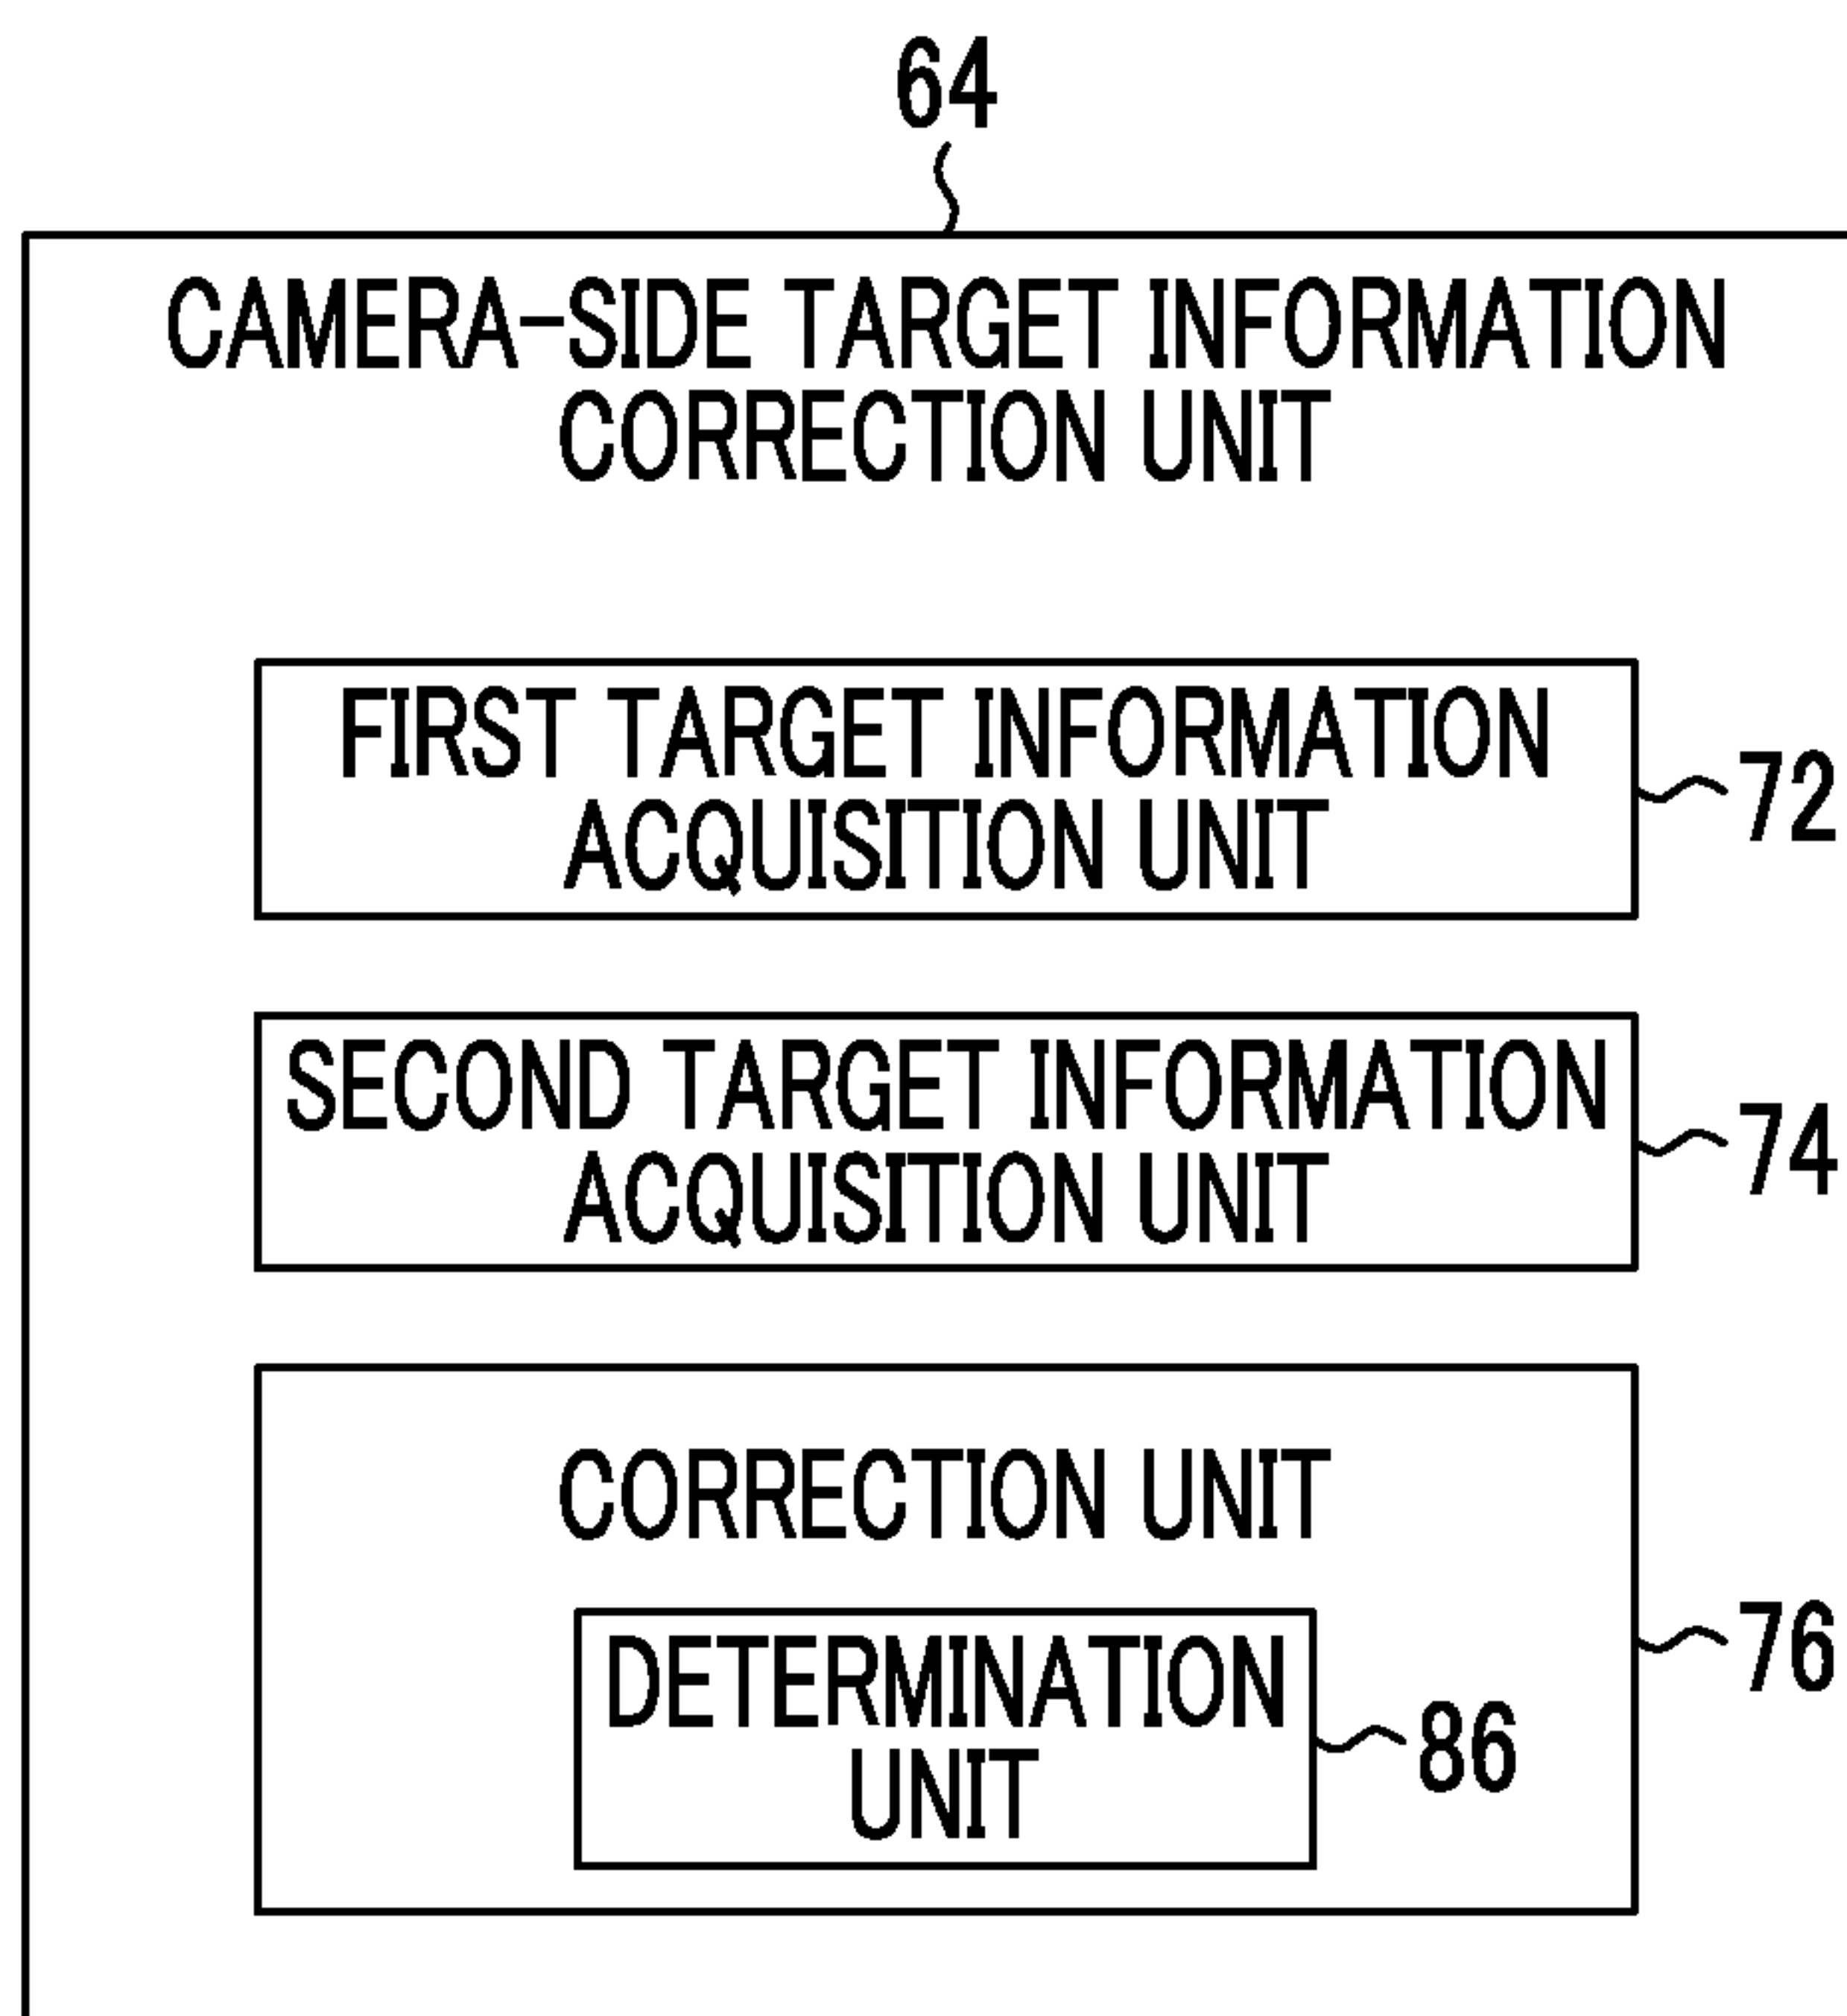 64
CAMERA-SIDE TARGET INFORMATION
CORRECTION UNIT
FIRST TARGET INFORMATION
ACQUISITION UNIT
72
SECOND TARGET INFORMATION
ACQUISITION UNIT
74
CORRECTION UNIT
76
DETERMINATION
UNIT
86